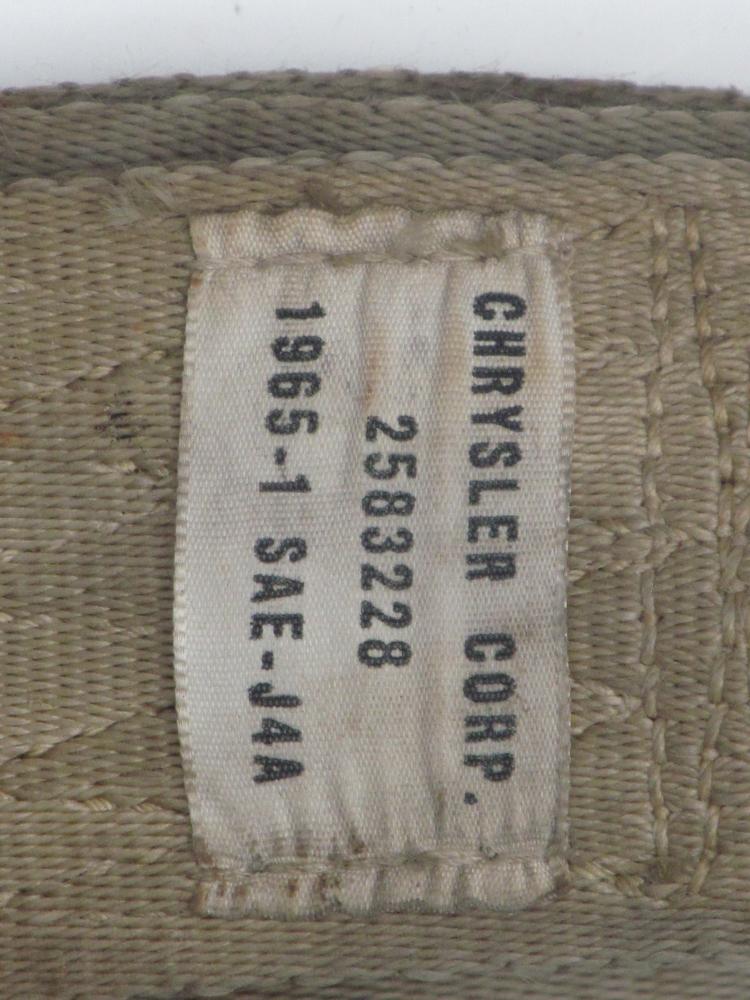 CHRYSLER CORP.
2583228
1965-1 SAE-J4A